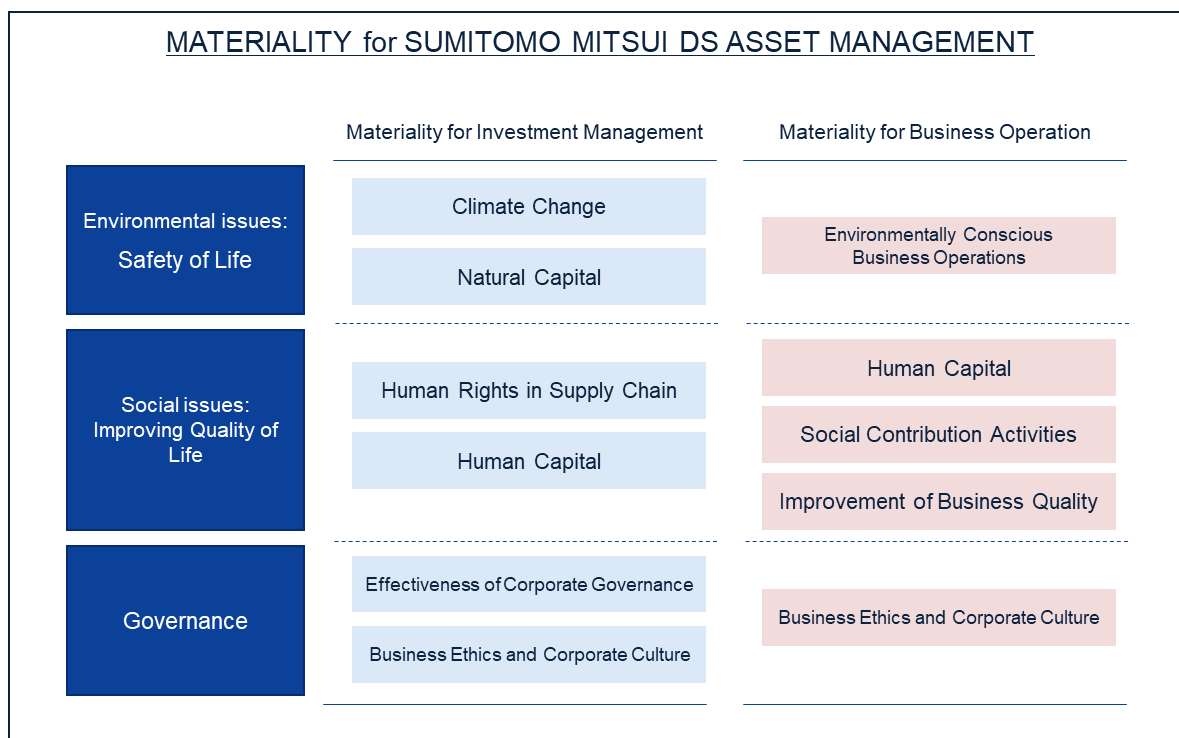 MATERIALITY for SUMITOMO MITSUI DS ASSET MANAGEMENT
Materiality for Investment Management
Materiality for Business Operation
Environmental issues:
Safety of Life
Climate Change
Natural Capital
Environmentally Conscious
Business Operations
Social issues:
Improving Quality of
Life
Human Rights in Supply Chain
Human Capital
Human Capital
Social Contribution Activities
Improvement of Business Quality
Governance
Effectiveness of Corporate Governance
Business Ethics and Corporate Culture
Business Ethics and Corporate Culture